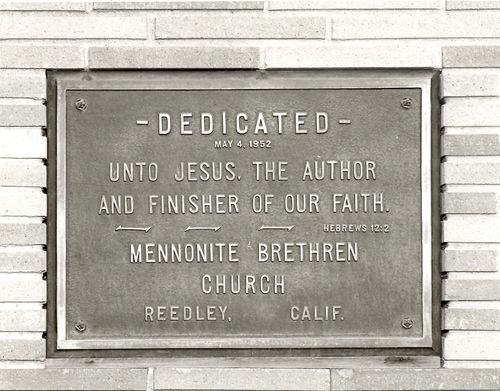 - DEDICATED -
MAY 4, 1952
UNTO JESUS, THE AUTHOR
AND FINISHER OF OUR FAITH.
HEBREWS 12:2
MENNONITE BRETHREN
CHURCH
REEDLEY, CALIF.